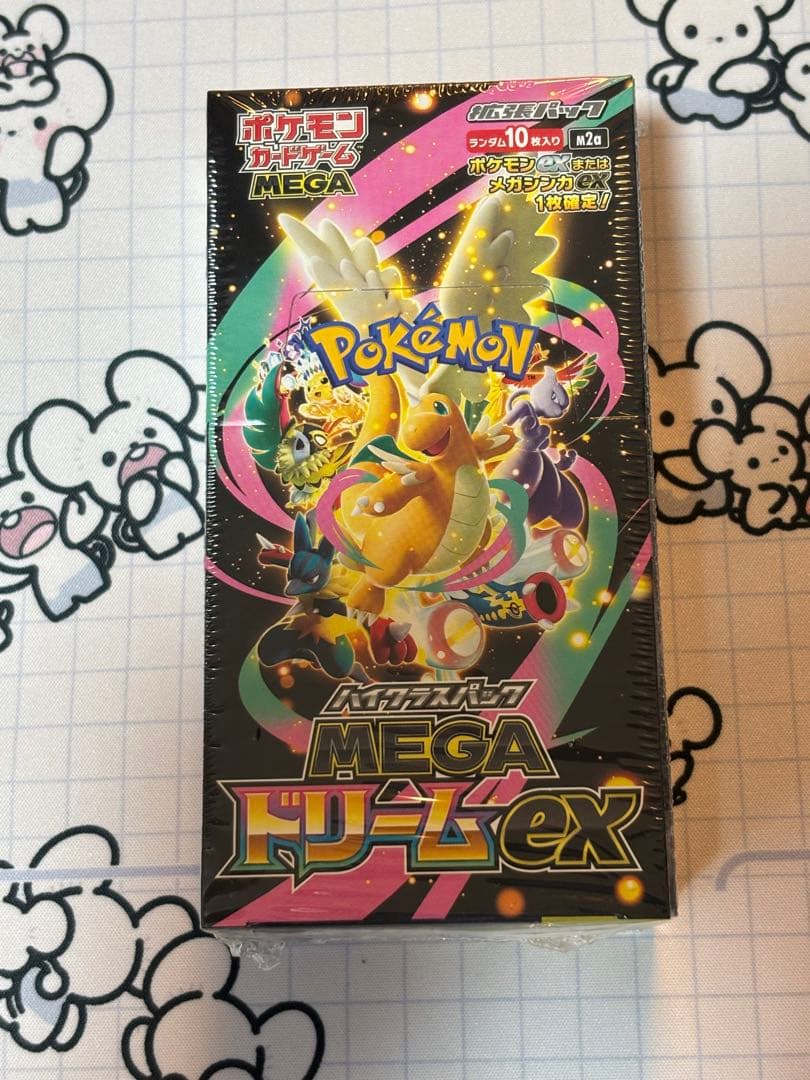 ポケモン
カードゲーム
MEGA
拡張パック
ランダム10枚入り M2a
ポケモンexまたは
メガシンカex
1枚確定!
POKÉMON
TM
ハイクラスパック
MEGA
ドリームex